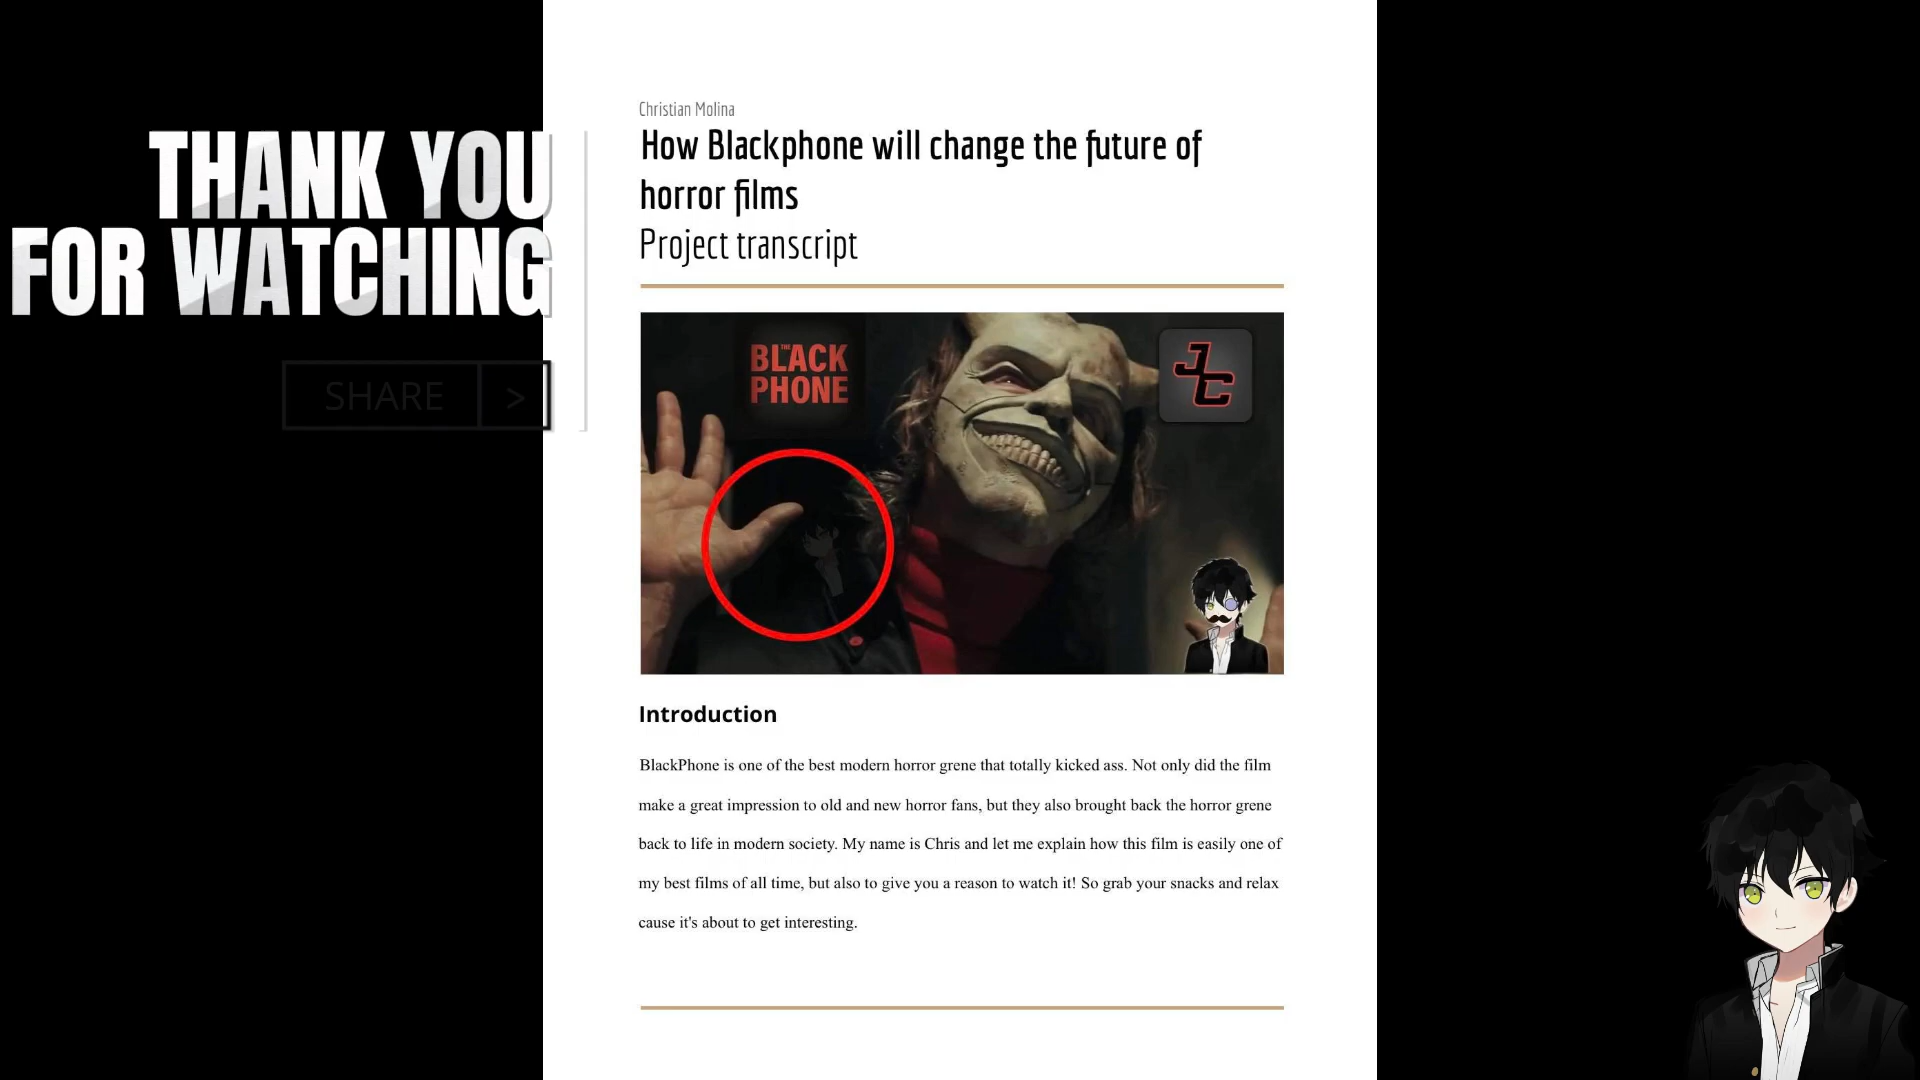 THANK YOU
FOR WATCHING
SHARE >
Christian Molina
How Blackphone will change the future of
horror films
Project transcript
THE
BLACK
PHONE
JC
Introduction
BlackPhone is one of the best modern horror grene that totally kicked ass. Not only did the film
make a great impression to old and new horror fans, but they also brought back the horror grene
back to life in modern society. My name is Chris and let me explain how this film is easily one of
my best films of all time, but also to give you a reason to watch it! So grab your snacks and relax
cause it's about to get interesting.